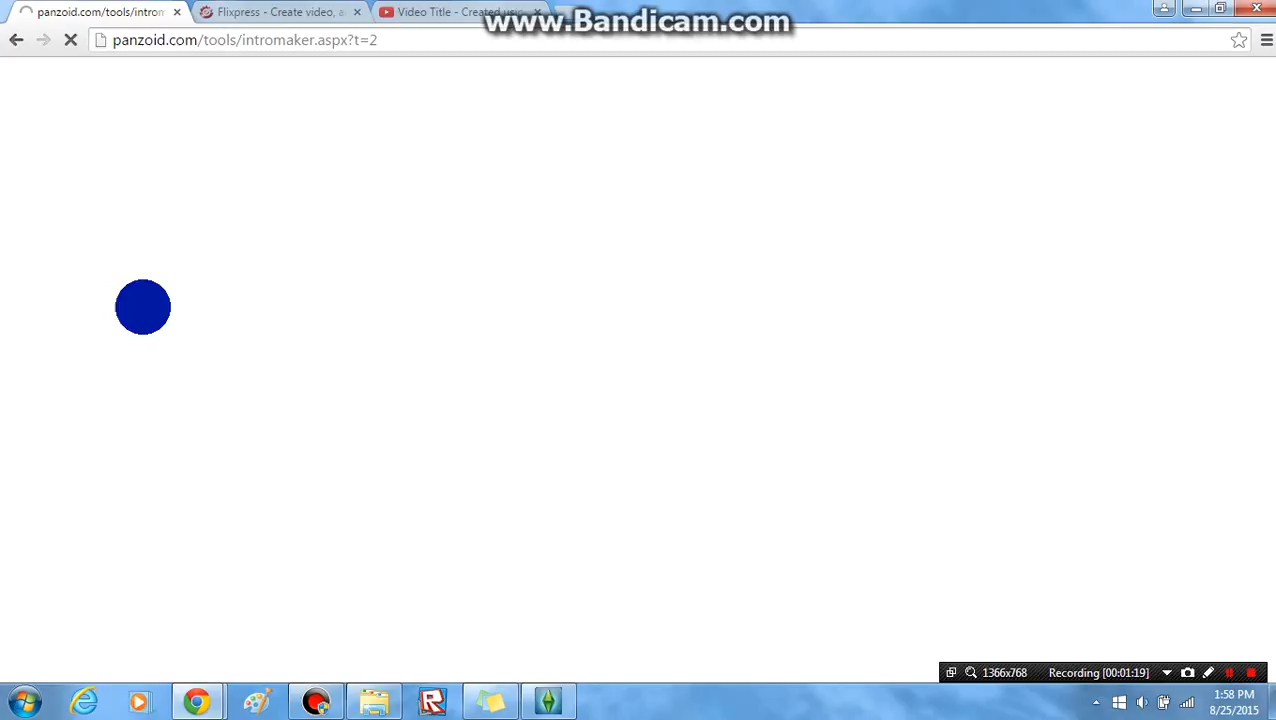 www.Bandicam.com
panzoid.com/tools/introm
Flixpress - Create video, a
Video Title - Created usin
panzoid.com/tools/intromaker.aspx?t=2
1366x768
Recording [00:01:19]
1:58 PM
8/25/2015